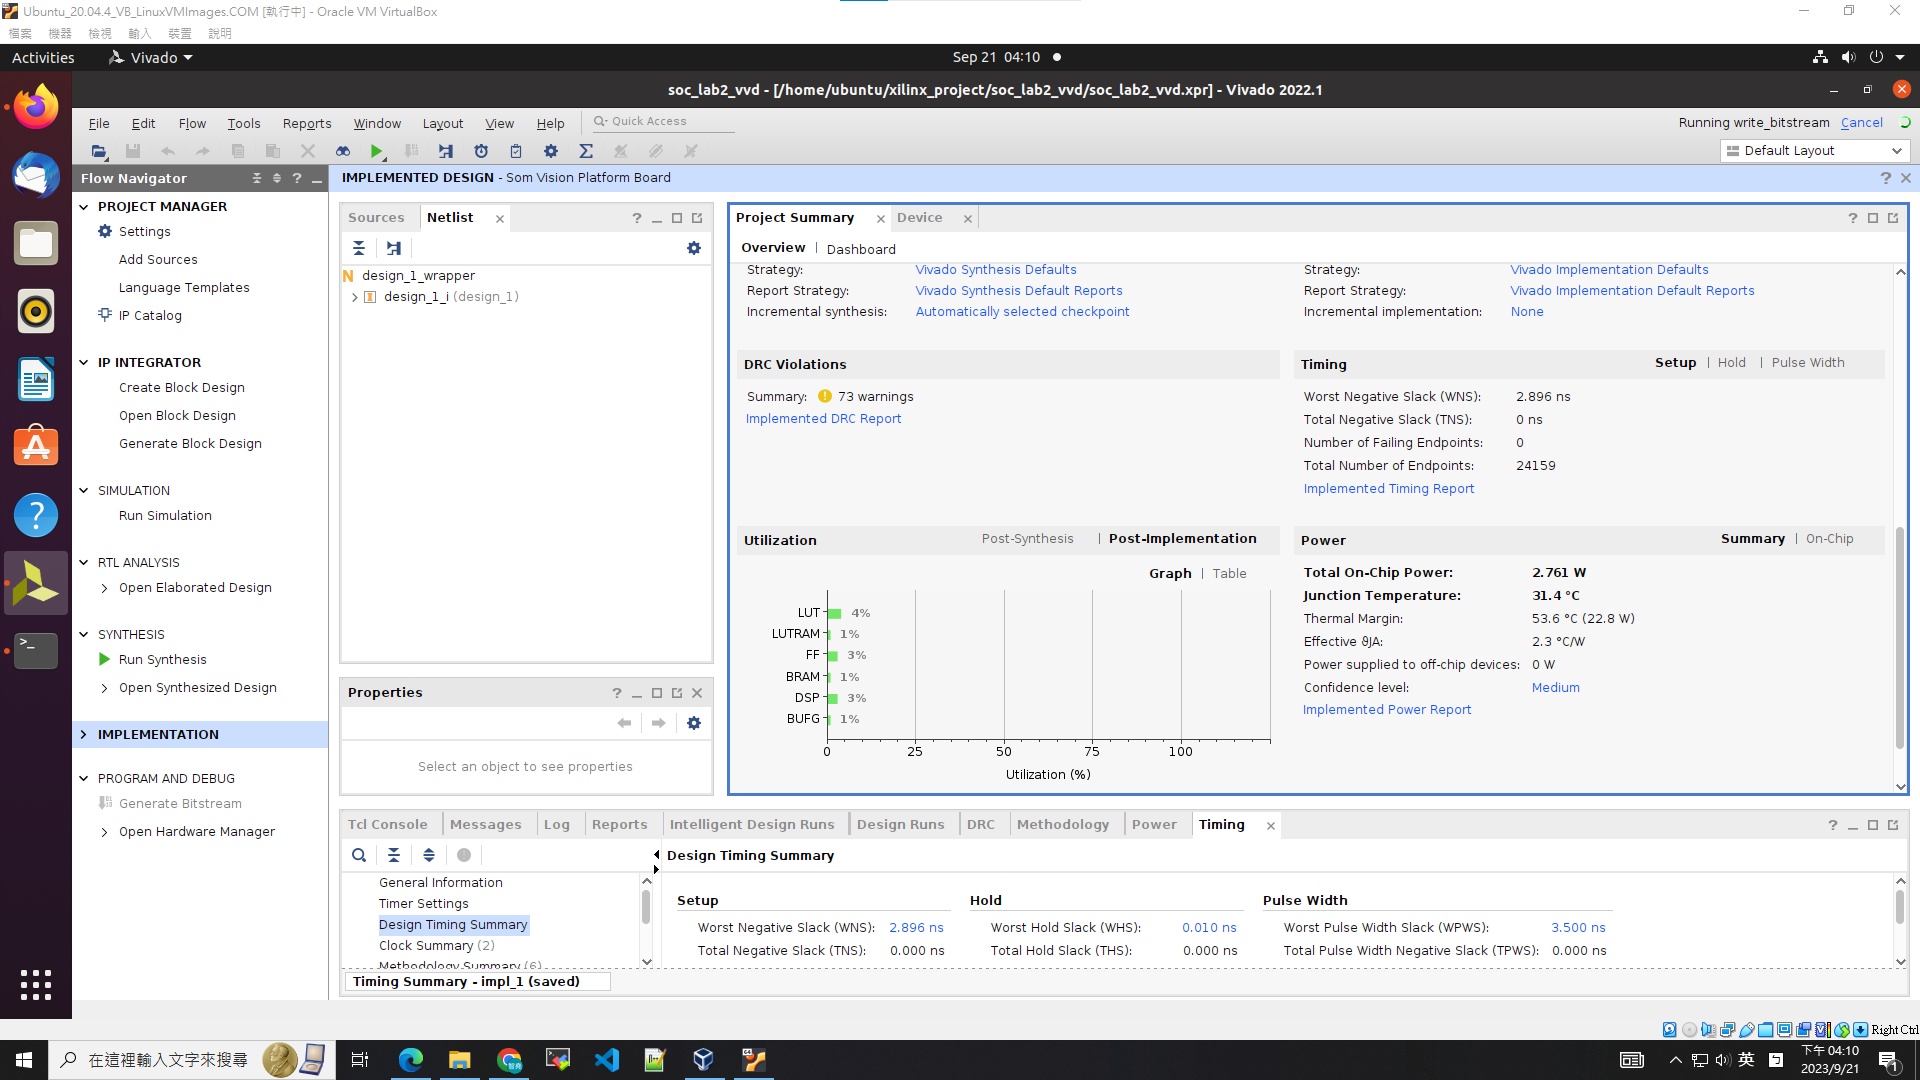 Ubuntu_20.04.4_VB_LinuxVMImages.COM [執行中] - Oracle VM VirtualBox
檔案 機器 檢視 輸入 裝置 說明
Activities Vivado Sep 21 04:10
soc_lab2_vvd - [/home/ubuntu/xilinx_project/soc_lab2_vvd/soc_lab2_vvd.xpr] - Vivado 2022.1
File Edit Flow Tools Reports Window Layout View Help Quick Access Running write_bitstream Cancel
Default Layout
Flow Navigator
IMPLEMENTED DESIGN - Som Vision Platform Board
PROJECT MANAGER
Settings
Add Sources
Language Templates
IP Catalog
IP INTEGRATOR
Create Block Design
Open Block Design
Generate Block Design
SIMULATION
Run Simulation
RTL ANALYSIS
Open Elaborated Design
SYNTHESIS
Run Synthesis
Open Synthesized Design
IMPLEMENTATION
PROGRAM AND DEBUG
Generate Bitstream
Open Hardware Manager
Sources Netlist
design_1_wrapper
design_1_i (design_1)
Properties
Select an object to see properties
Project Summary Device
Overview | Dashboard
Strategy: Vivado Synthesis Defaults
Report Strategy: Vivado Synthesis Default Reports
Incremental synthesis: Automatically selected checkpoint
Strategy: Vivado Implementation Defaults
Report Strategy: Vivado Implementation Default Reports
Incremental implementation: None
DRC Violations
Summary: 73 warnings
Implemented DRC Report
Timing Setup | Hold | Pulse Width
Worst Negative Slack (WNS): 2.896 ns
Total Negative Slack (TNS): 0 ns
Number of Failing Endpoints: 0
Total Number of Endpoints: 24159
Implemented Timing Report
Utilization Post-Synthesis | Post-Implementation
Graph | Table
LUT 4%
LUTRAM 1%
FF 3%
BRAM 1%
DSP 3%
BUFG 1%
0 25 50 75 100
Utilization (%)
Power Summary | On-Chip
Total On-Chip Power: 2.761 W
Junction Temperature: 31.4 °C
Thermal Margin: 53.6 °C (22.8 W)
Effective ϑJA: 2.3 °C/W
Power supplied to off-chip devices: 0 W
Confidence level: Medium
Implemented Power Report
Tcl Console Messages Log Reports Intelligent Design Runs Design Runs DRC Methodology Power Timing
Design Timing Summary
General Information
Timer Settings
Design Timing Summary
Clock Summary (2)
Methodology Summary (6)
Setup Hold Pulse Width
Worst Negative Slack (WNS): 2.896 ns Worst Hold Slack (WHS): 0.010 ns Worst Pulse Width Slack (WPWS): 3.500 ns
Total Negative Slack (TNS): 0.000 ns Total Hold Slack (THS): 0.000 ns Total Pulse Width Negative Slack (TPWS): 0.000 ns
Timing Summary - impl_1 (saved)
Right Ctrl
在這裡輸入文字來搜尋
英
下午 04:10
2023/9/21
1